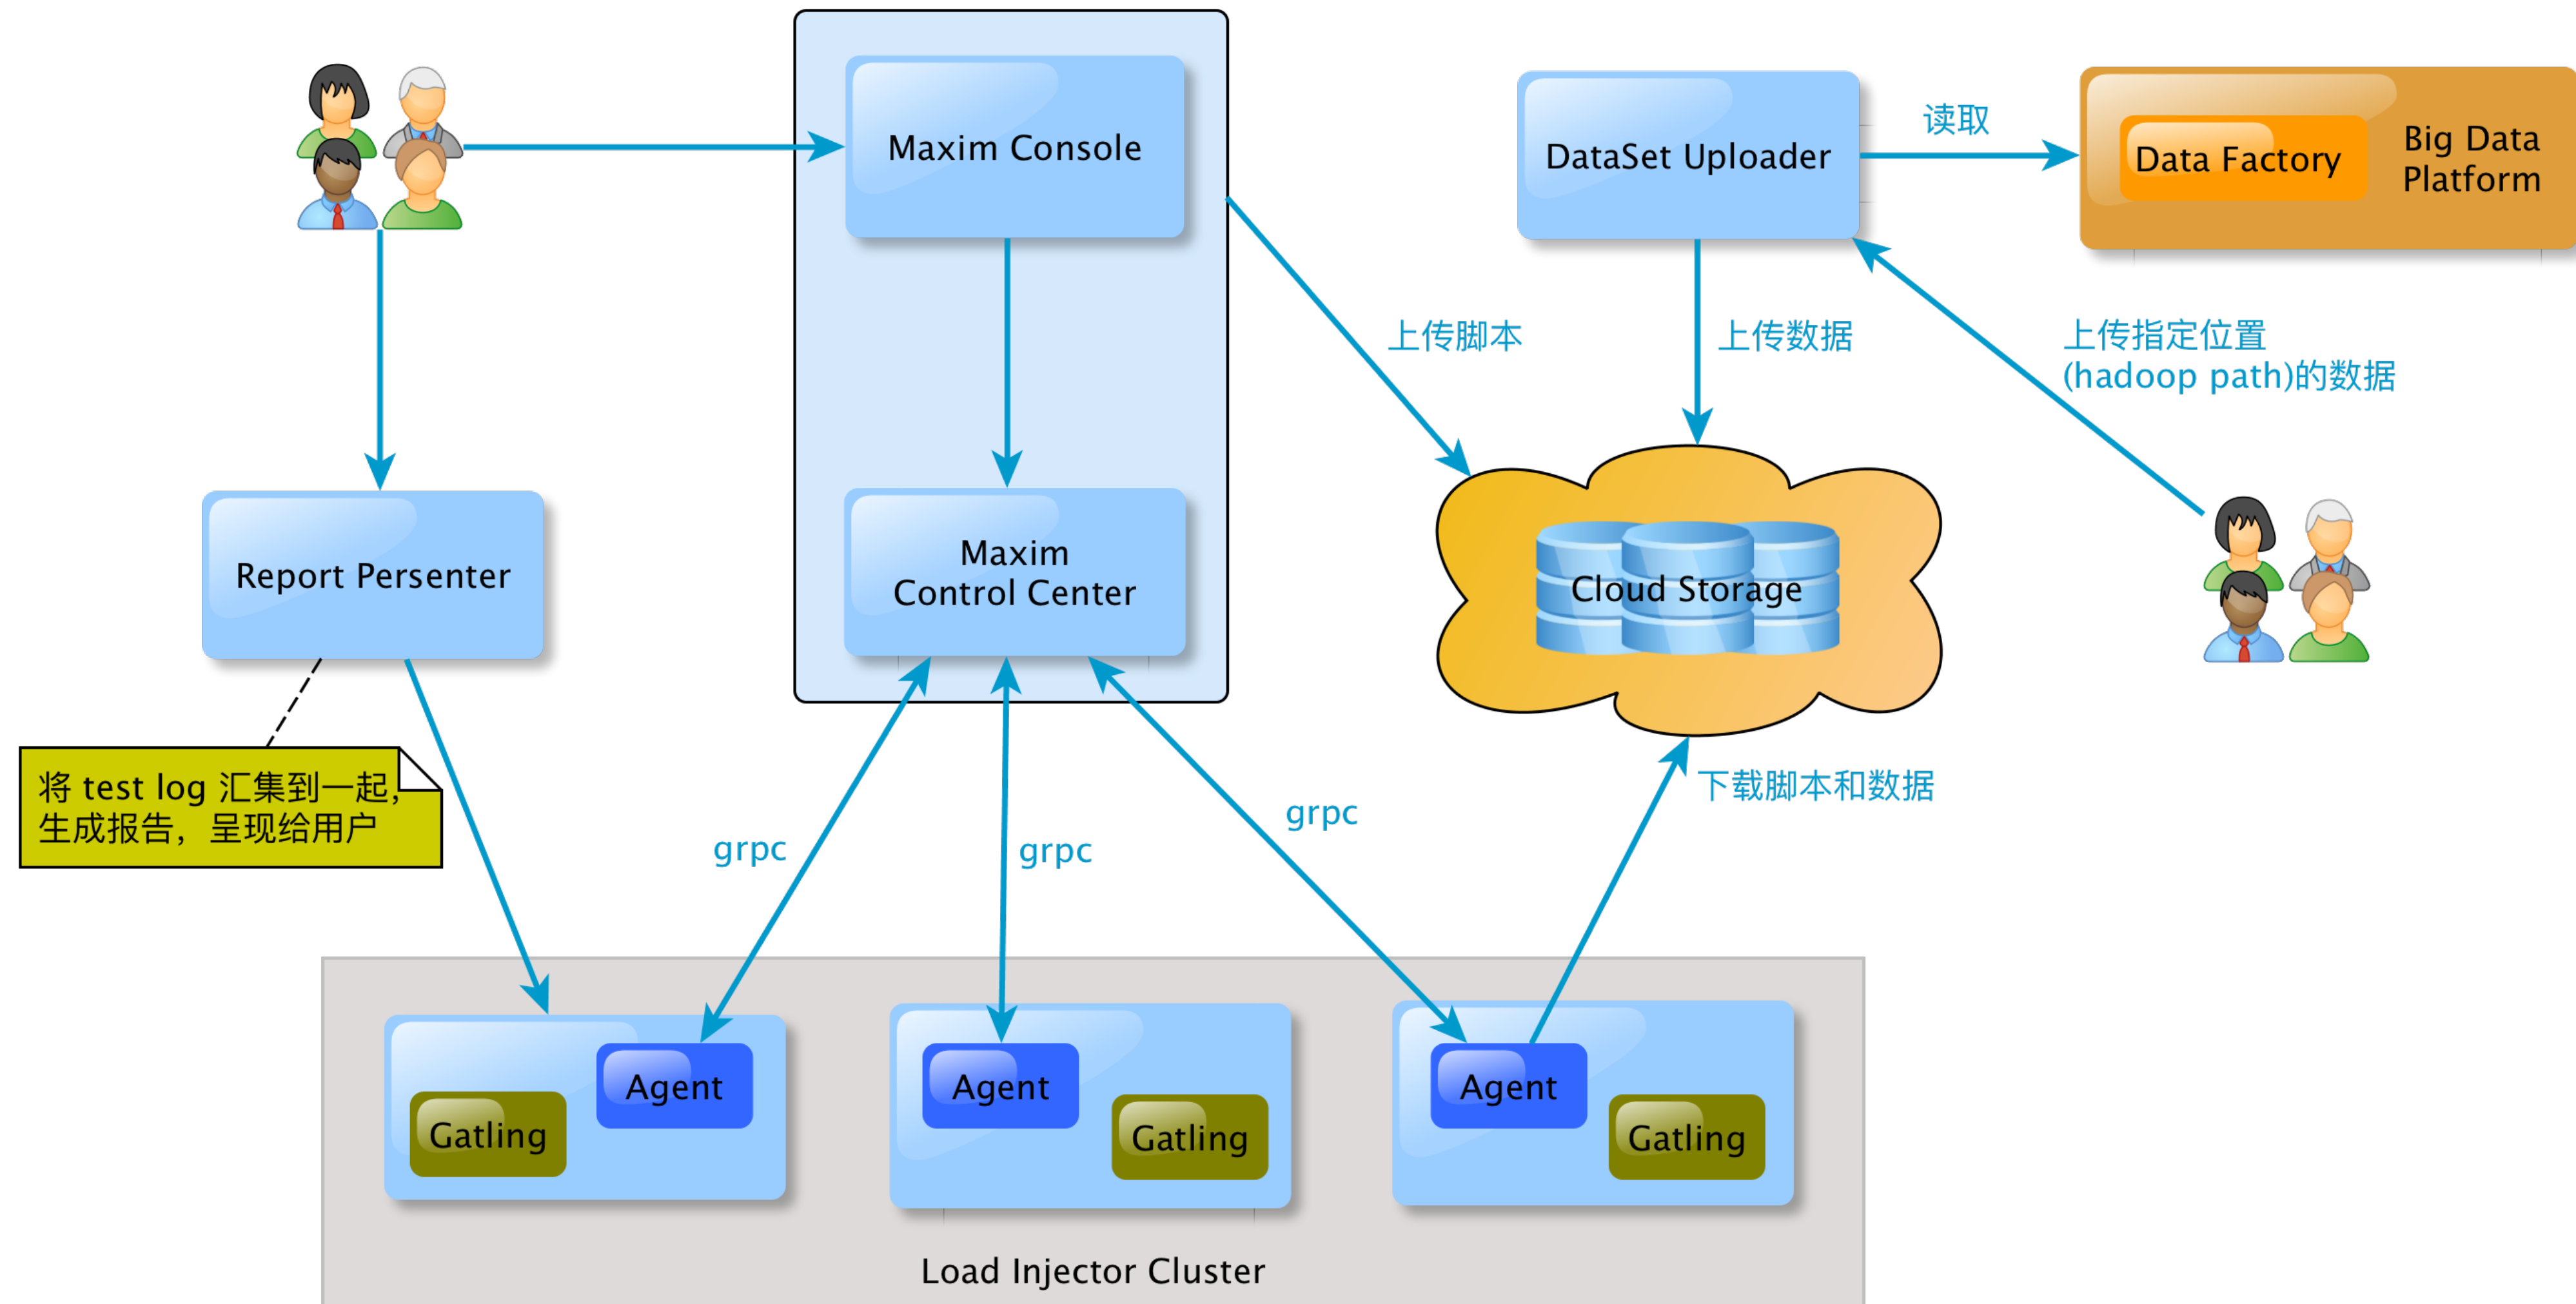 Maxim Console
DataSet Uploader
读取
Data Factory
Big Data
Platform
上传脚本
上传数据
上传指定位置
(hadoop path)的数据
Report Persenter
Maxim
Control Center
Cloud Storage
将 test log 汇集到一起,
生成报告，呈现给用户
下载脚本和数据
grpc
grpc
grpc
Agent
Gatling
Agent
Gatling
Agent
Gatling
Load Injector Cluster